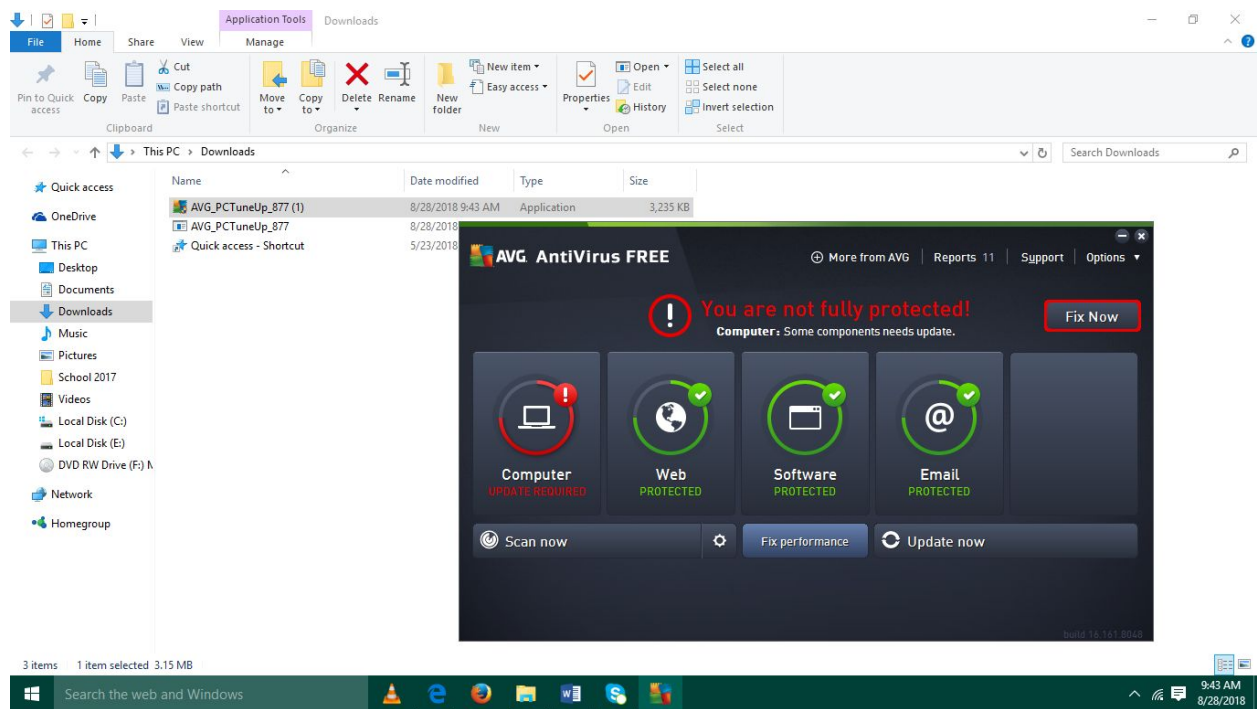 Application Tools Downloads
File Home Share View Manage
Pin to Quick access
Copy
Paste
Cut
Copy path
Paste shortcut
Clipboard
Move to
Copy to
Delete
Rename
Organize
New folder
New item
Easy access
New
Properties
Open
Edit
History
Open
Select all
Select none
Invert selection
Select
This PC > Downloads
Search Downloads
Quick access
OneDrive
This PC
Desktop
Documents
Downloads
Music
Pictures
School 2017
Videos
Local Disk (C:)
Local Disk (E:)
DVD RW Drive (F:)
Network
Homegroup
Name Date modified Type Size
AVG_PCTuneUp_877 (1) 8/28/2018 9:43 AM Application 3,235 KB
AVG_PCTuneUp_877 8/28/2018
Quick access - Shortcut 5/23/2018
AVG AntiVirus FREE
More from AVG Reports 11 Support Options
You are not fully protected!
Computer: Some components needs update.
Fix Now
Computer
UPDATE REQUIRED
Web
PROTECTED
Software
PROTECTED
Email
PROTECTED
Scan now
Fix performance
Update now
build 16.161.8048
3 items 1 item selected 3.15 MB
Search the web and Windows
9:43 AM
8/28/2018